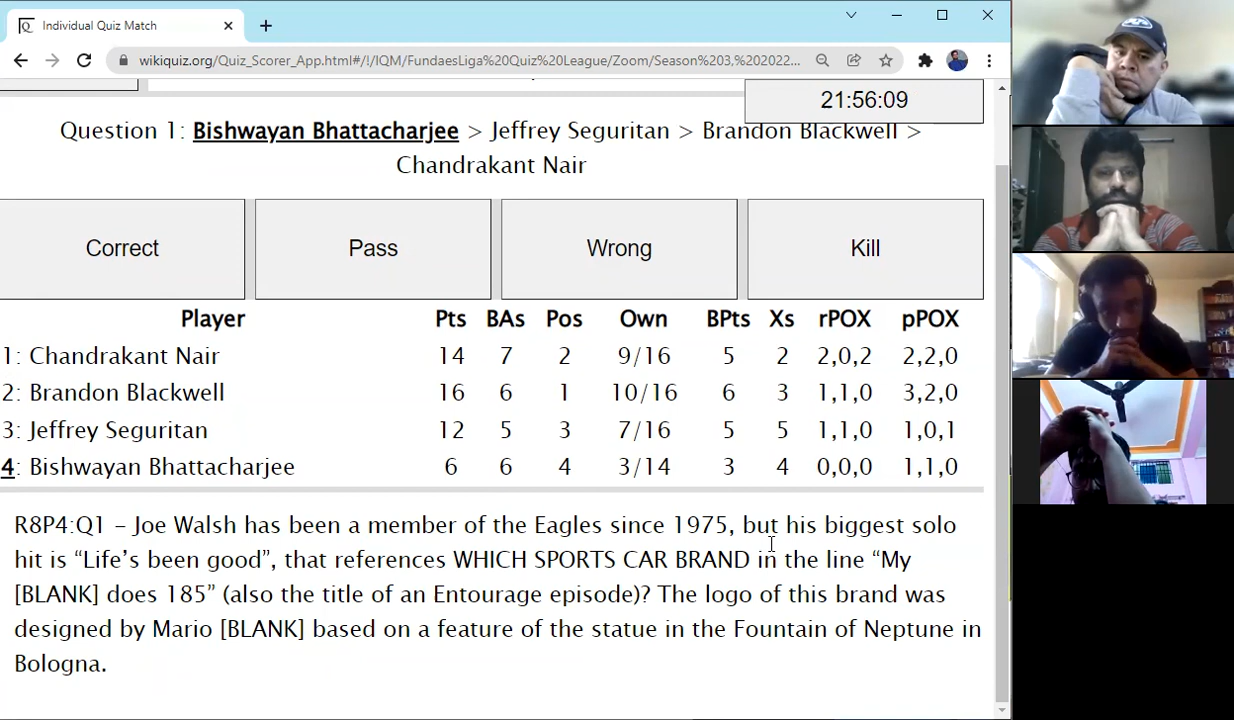 Individual Quiz Match
wikiquiz.org/Quiz_Scorer_App.html#/!/IQM/FundaesLiga%20Quiz%20League/Zoom/Season%203,%202022...
21:56:09
Question 1: Bishwayan Bhattacharjee > Jeffrey Seguritan > Brandon Blackwell >
Chandrakant Nair
Correct Pass Wrong Kill
Player Pts BAs Pos Own BPts Xs rPOX pPOX
1: Chandrakant Nair 14 7 2 9/16 5 2 2,0,2 2,2,0
2: Brandon Blackwell 16 6 1 10/16 6 3 1,1,0 3,2,0
3: Jeffrey Seguritan 12 5 3 7/16 5 5 1,1,0 1,0,1
4: Bishwayan Bhattacharjee 6 6 4 3/14 3 4 0,0,0 1,1,0
R8P4:Q1 – Joe Walsh has been a member of the Eagles since 1975, but his biggest solo
hit is “Life’s been good”, that references WHICH SPORTS CAR BRAND in the line “My
[BLANK] does 185” (also the title of an Entourage episode)? The logo of this brand was
designed by Mario [BLANK] based on a feature of the statue in the Fountain of Neptune in
Bologna.